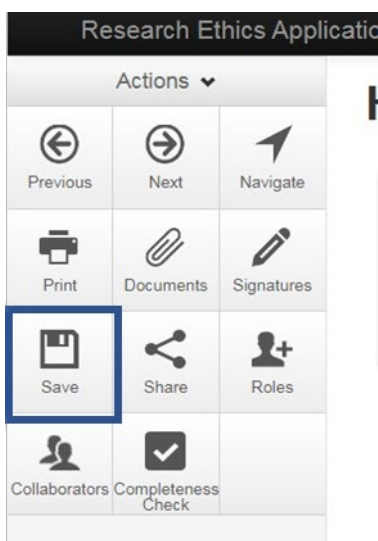 Research Ethics Applicatio
Actions
Previous Next Navigate
Print Documents Signatures
Save Share Roles
Collaborators Completeness
Check